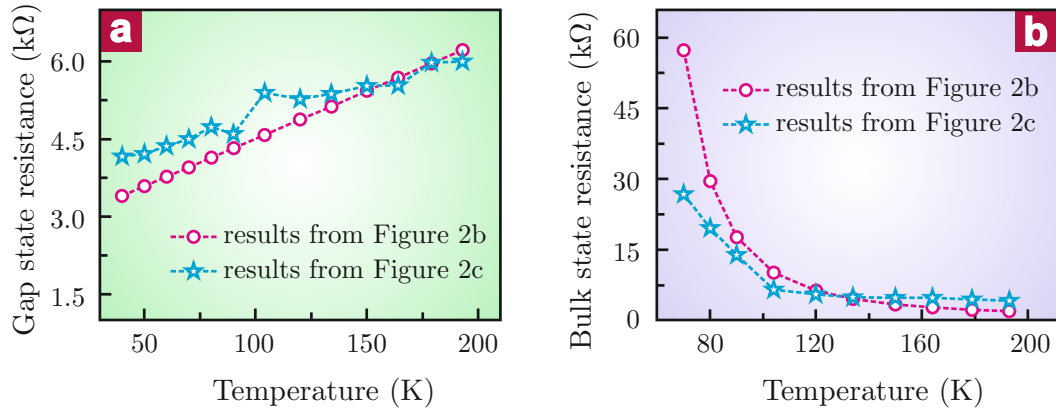 a
Gap state resistance (kΩ)
6.0
4.5
3.0
1.5
results from Figure 2b
results from Figure 2c
50
100
150
200
Temperature (K)
b
Bulk state resistance (kΩ)
60
45
30
15
0
results from Figure 2b
results from Figure 2c
80
120
160
200
Temperature (K)